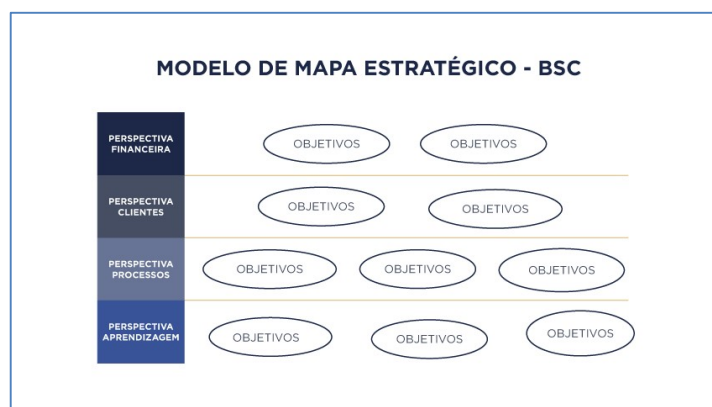 MODELO DE MAPA ESTRATÉGICO - BSC
PERSPECTIVA
FINANCEIRA
OBJETIVOS
OBJETIVOS
PERSPECTIVA
CLIENTES
OBJETIVOS
OBJETIVOS
PERSPECTIVA
PROCESSOS
OBJETIVOS
OBJETIVOS
OBJETIVOS
PERSPECTIVA
APRENDIZAGEM
OBJETIVOS
OBJETIVOS
OBJETIVOS